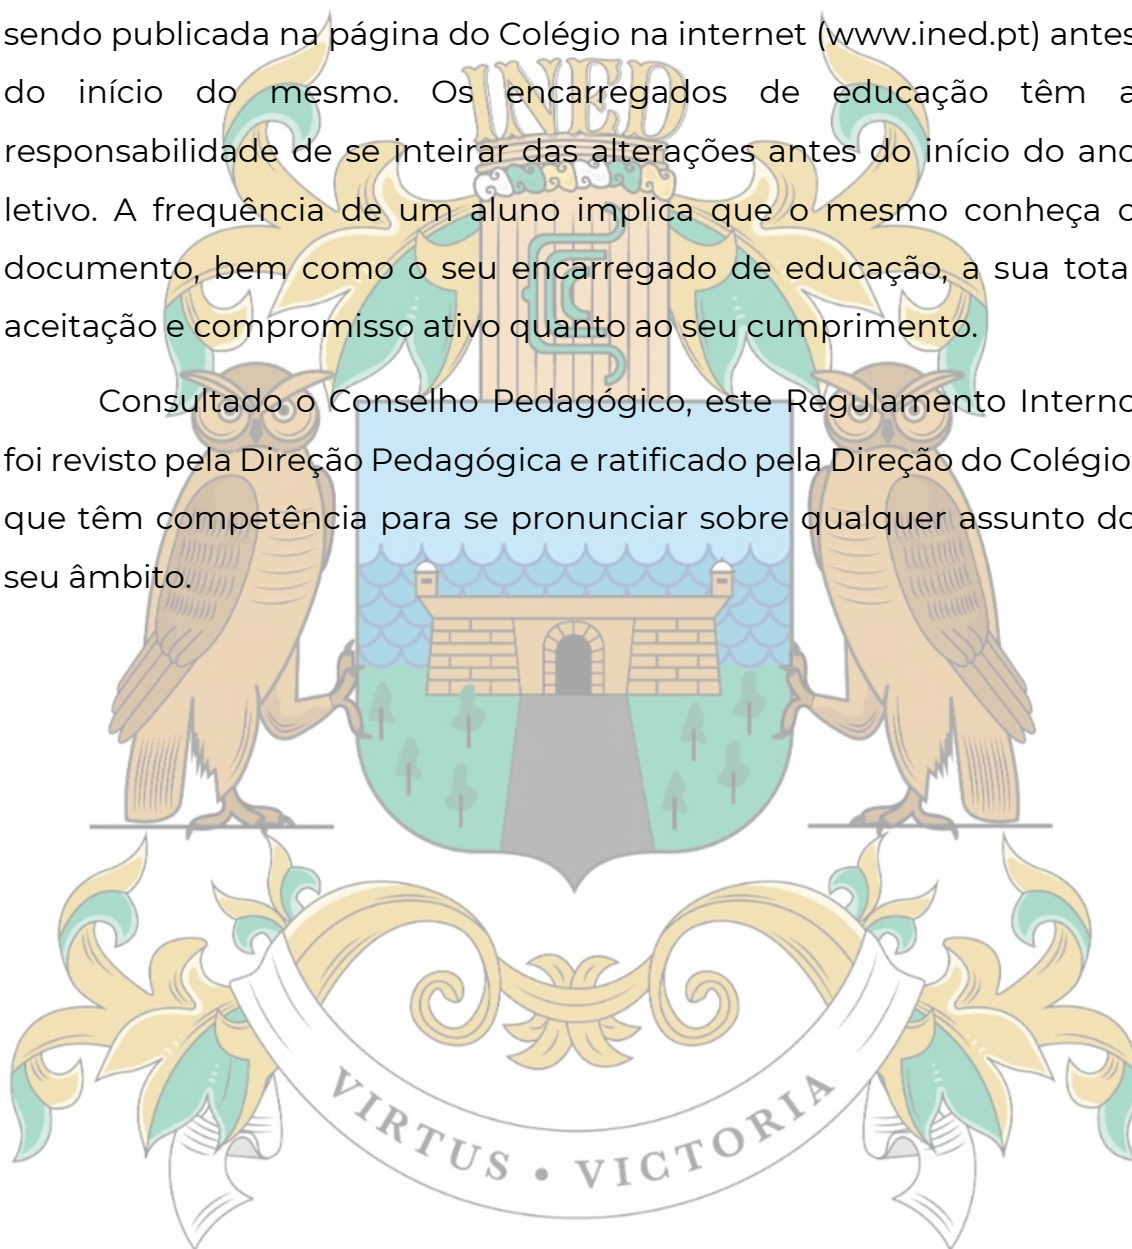 sendo publicada na página do Colégio na internet (www.ined.pt) antes
do início do mesmo. Os encarregados de educação têm a
responsabilidade de se inteirar das alterações antes do início do ano
letivo. A frequência de um aluno implica que o mesmo conheça o
documento, bem como o seu encarregado de educação, a sua total
aceitação e compromisso ativo quanto ao seu cumprimento.
Consultado o Conselho Pedagógico, este Regulamento Interno
foi revisto pela Direção Pedagógica e ratificado pela Direção do Colégio
que têm competência para se pronunciar sobre qualquer assunto do
seu âmbito.
INED
VIRTUS • VICTORIA